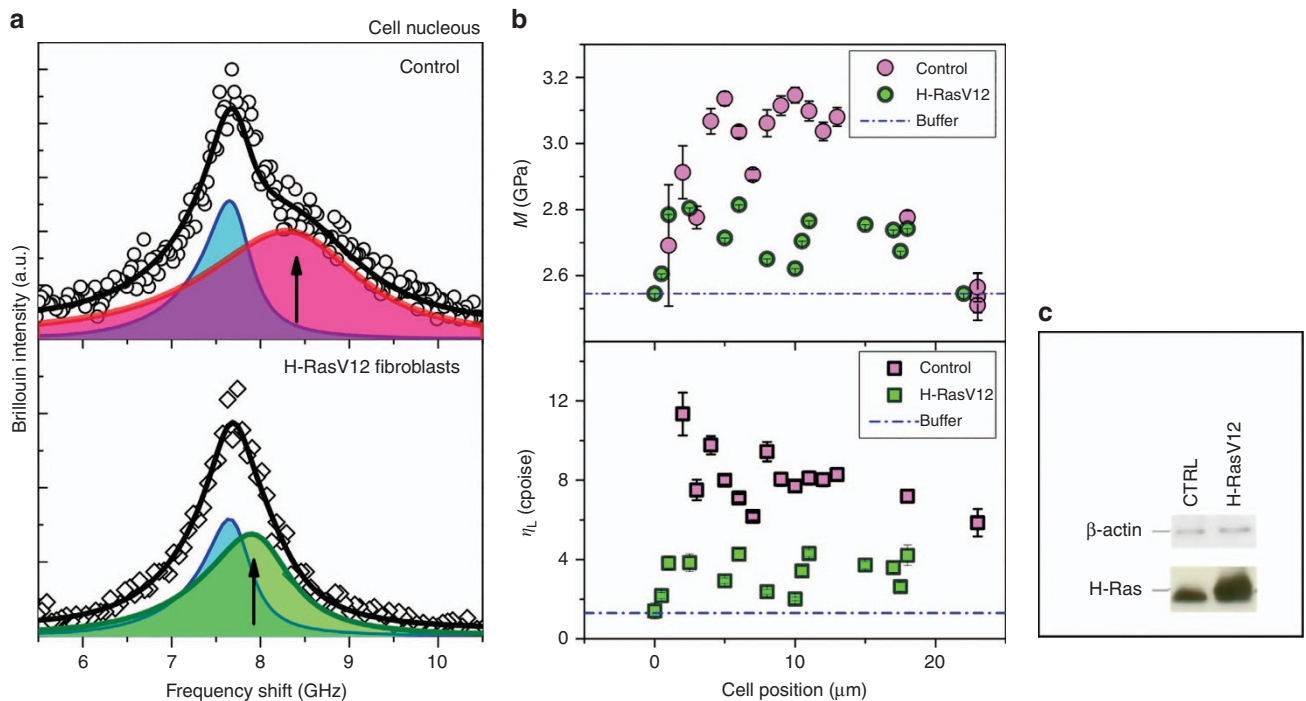 a
Cell nucleous
Control
H-RasV12 fibroblasts
Brillouin intensity (a.u.)
6 7 8 9 10
Frequency shift (GHz)
b
3.2
3.0
2.8
2.6
M (GPa)
Control
H-RasV12
Buffer
12
8
4
0
ηL (cpoise)
Control
H-RasV12
Buffer
0 10 20
Cell position (μm)
c
CTRL
H-RasV12
β-actin
H-Ras